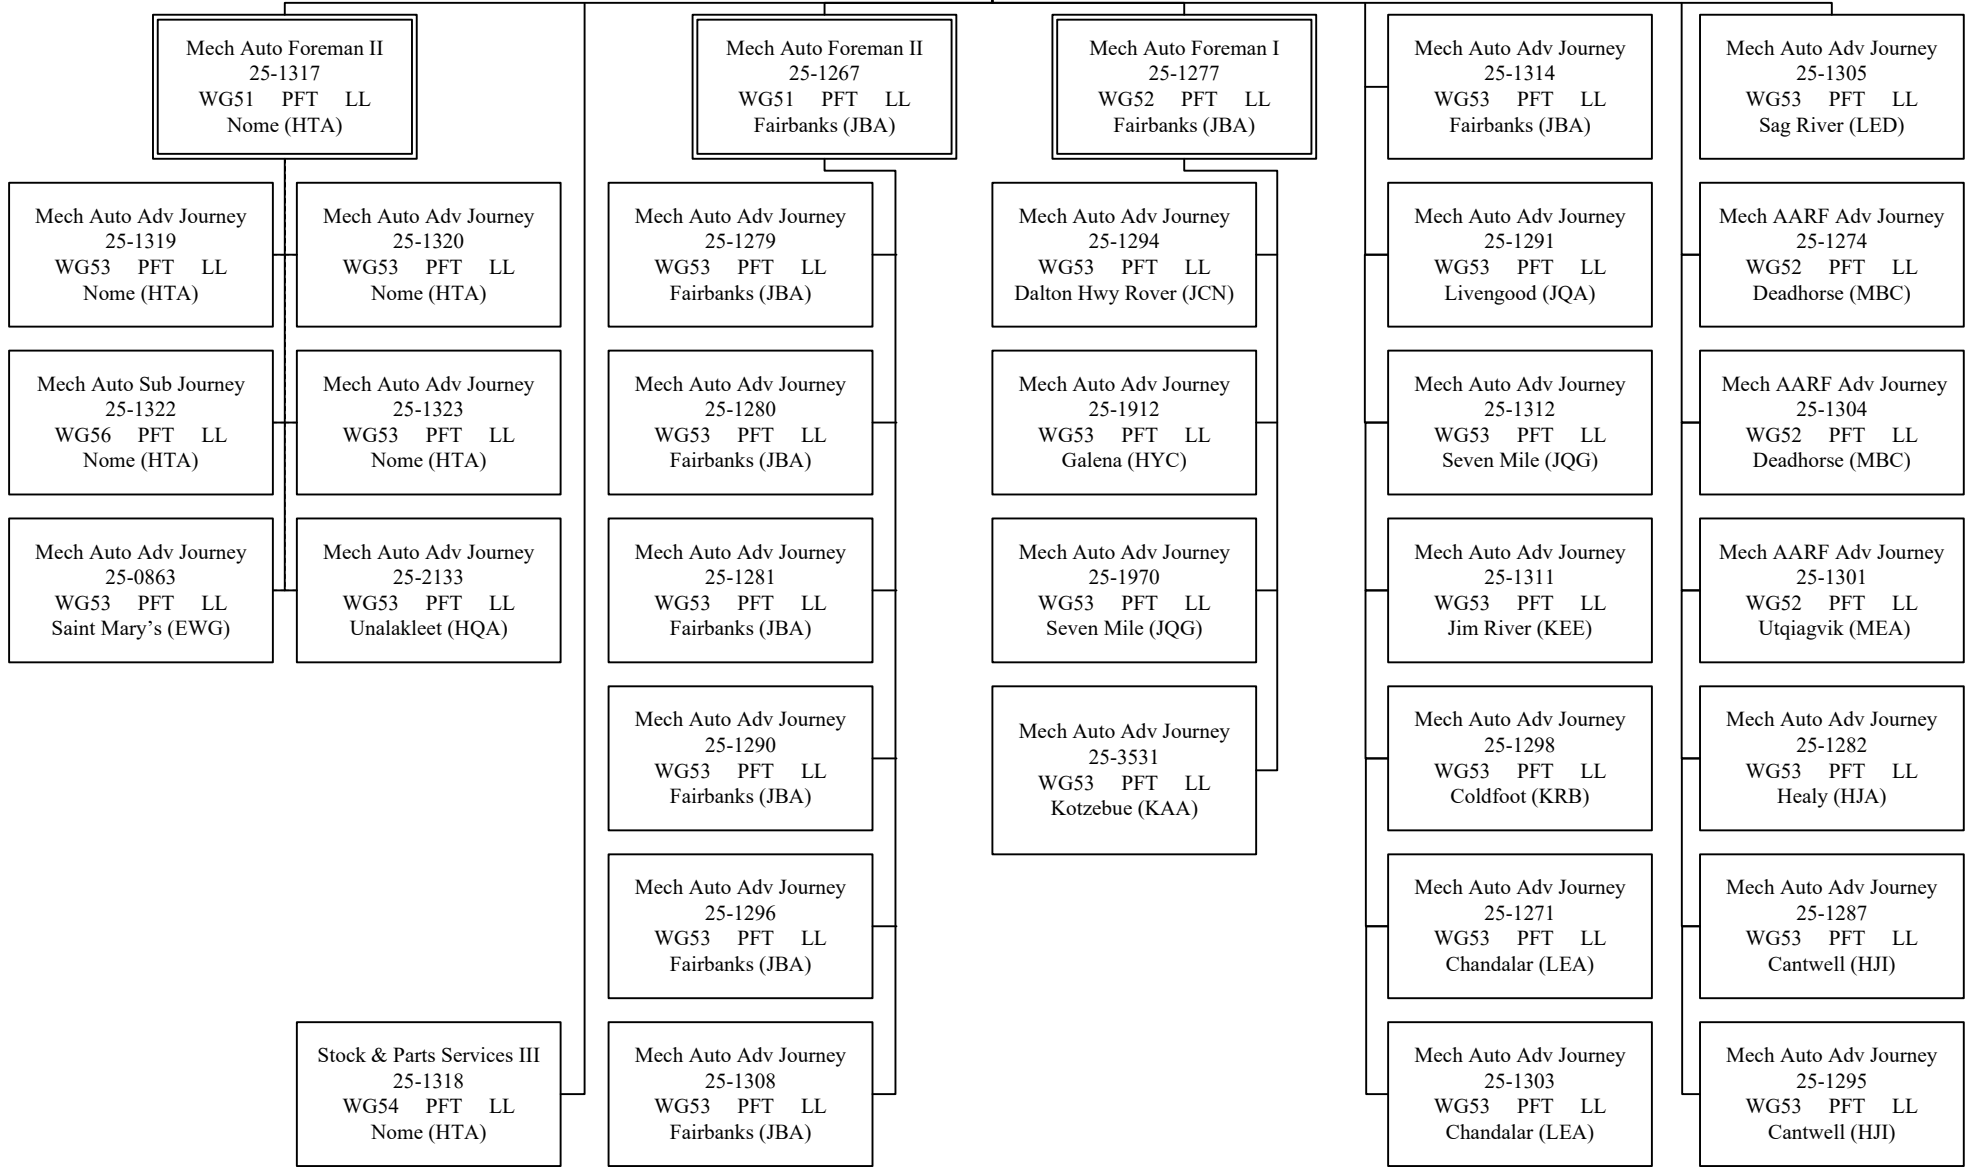 Mech Auto Foreman II
25-1317
WG51 PFT LL
Nome (HTA)
Mech Auto Foreman II
25-1267
WG51 PFT LL
Fairbanks (JBA)
Mech Auto Foreman I
25-1277
WG52 PFT LL
Fairbanks (JBA)
Mech Auto Adv Journey
25-1314
WG53 PFT LL
Fairbanks (JBA)
Mech Auto Adv Journey
25-1305
WG53 PFT LL
Sag River (LED)
Mech Auto Adv Journey
25-1319
WG53 PFT LL
Nome (HTA)
Mech Auto Adv Journey
25-1320
WG53 PFT LL
Nome (HTA)
Mech Auto Adv Journey
25-1279
WG53 PFT LL
Fairbanks (JBA)
Mech Auto Adv Journey
25-1294
WG53 PFT LL
Dalton Hwy Rover (JCN)
Mech Auto Adv Journey
25-1291
WG53 PFT LL
Livengood (JQA)
Mech AARF Adv Journey
25-1274
WG52 PFT LL
Deadhorse (MBC)
Mech Auto Sub Journey
25-1322
WG56 PFT LL
Nome (HTA)
Mech Auto Adv Journey
25-1323
WG53 PFT LL
Nome (HTA)
Mech Auto Adv Journey
25-1280
WG53 PFT LL
Fairbanks (JBA)
Mech Auto Adv Journey
25-1912
WG53 PFT LL
Galena (HYC)
Mech Auto Adv Journey
25-1312
WG53 PFT LL
Seven Mile (JQG)
Mech AARF Adv Journey
25-1304
WG52 PFT LL
Deadhorse (MBC)
Mech Auto Adv Journey
25-0863
WG53 PFT LL
Saint Mary’s (EWG)
Mech Auto Adv Journey
25-2133
WG53 PFT LL
Unalakleet (HQA)
Mech Auto Adv Journey
25-1281
WG53 PFT LL
Fairbanks (JBA)
Mech Auto Adv Journey
25-1970
WG53 PFT LL
Seven Mile (JQG)
Mech Auto Adv Journey
25-1311
WG53 PFT LL
Jim River (KEE)
Mech AARF Adv Journey
25-1301
WG52 PFT LL
Utqiagvik (MEA)
Mech Auto Adv Journey
25-1290
WG53 PFT LL
Fairbanks (JBA)
Mech Auto Adv Journey
25-3531
WG53 PFT LL
Kotzebue (KAA)
Mech Auto Adv Journey
25-1298
WG53 PFT LL
Coldfoot (KRB)
Mech Auto Adv Journey
25-1282
WG53 PFT LL
Healy (HJA)
Mech Auto Adv Journey
25-1296
WG53 PFT LL
Fairbanks (JBA)
Mech Auto Adv Journey
25-1271
WG53 PFT LL
Chandalar (LEA)
Mech Auto Adv Journey
25-1287
WG53 PFT LL
Cantwell (HJI)
Stock & Parts Services III
25-1318
WG54 PFT LL
Nome (HTA)
Mech Auto Adv Journey
25-1308
WG53 PFT LL
Fairbanks (JBA)
Mech Auto Adv Journey
25-1303
WG53 PFT LL
Chandalar (LEA)
Mech Auto Adv Journey
25-1295
WG53 PFT LL
Cantwell (HJI)